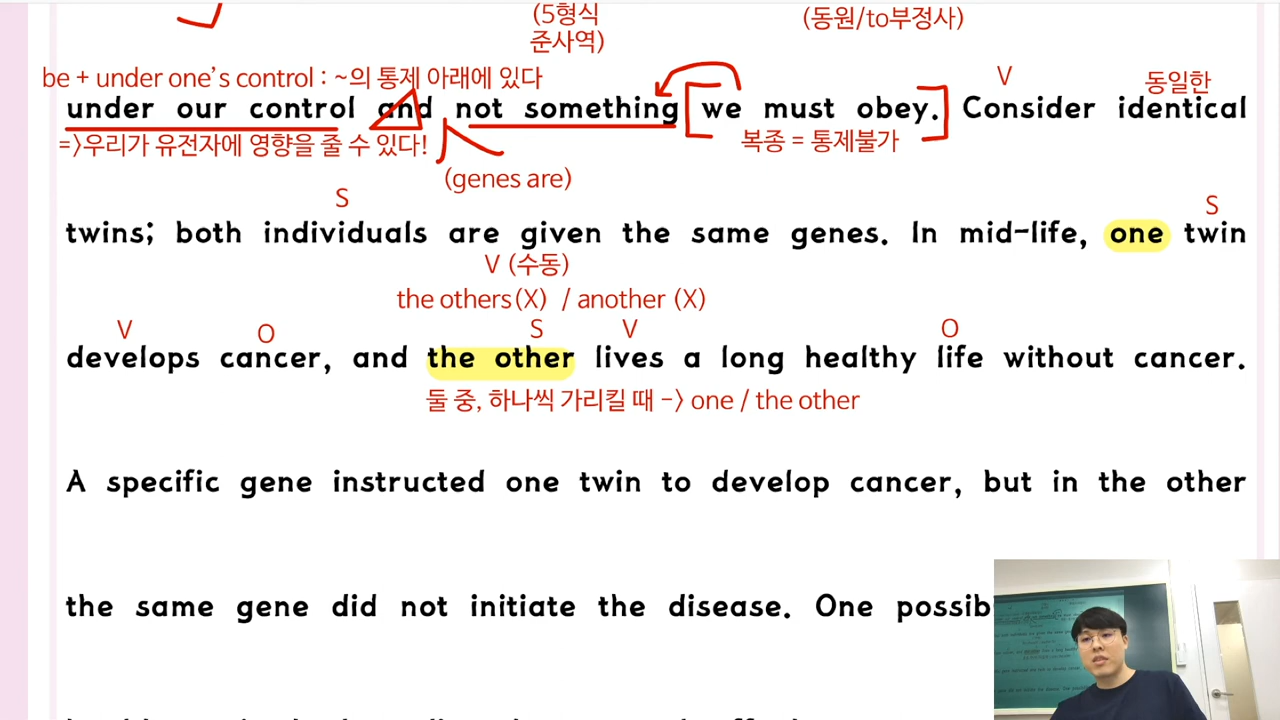 (5형식
준사역)
(동원/to부정사)
be + under one's control : ~의 통제 아래에 있다
V
동일한
under our control and not something we must obey. Consider identical
=>우리가 유전자에 영향을 줄 수 있다!
복종 = 통제불가
(genes are)
S
S
twins; both individuals are given the same genes. In mid-life, one twin
V (수동)
the others(X) / another (X)
V
O
S
V
O
develops cancer, and the other lives a long healthy life without cancer.
둘 중, 하나씩 가리킬 때 -> one / the other
A specific gene instructed one twin to develop cancer, but in the other
the same gene did not initiate the disease. One possib